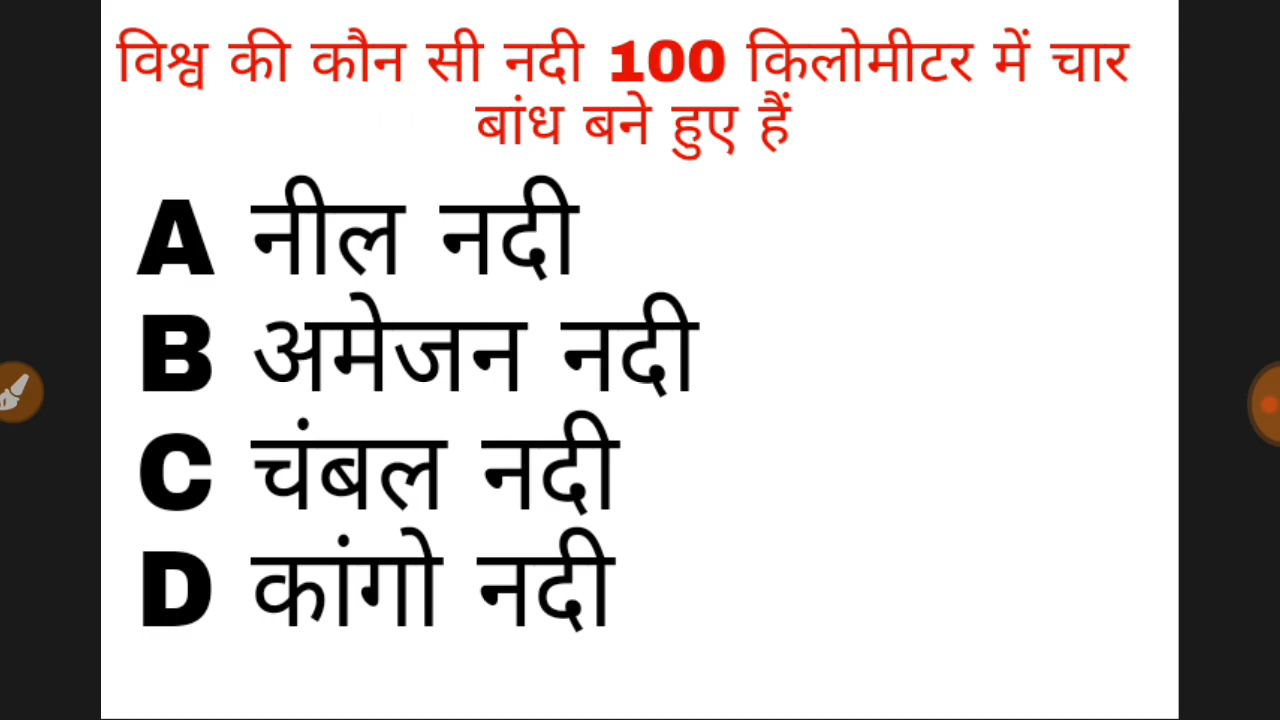 विश्व की कौन सी नदी 100 किलोमीटर में चार
बांध बने हुए हैं
A नील नदी
B अमेजन नदी
C चंबल नदी
D कांगो नदी